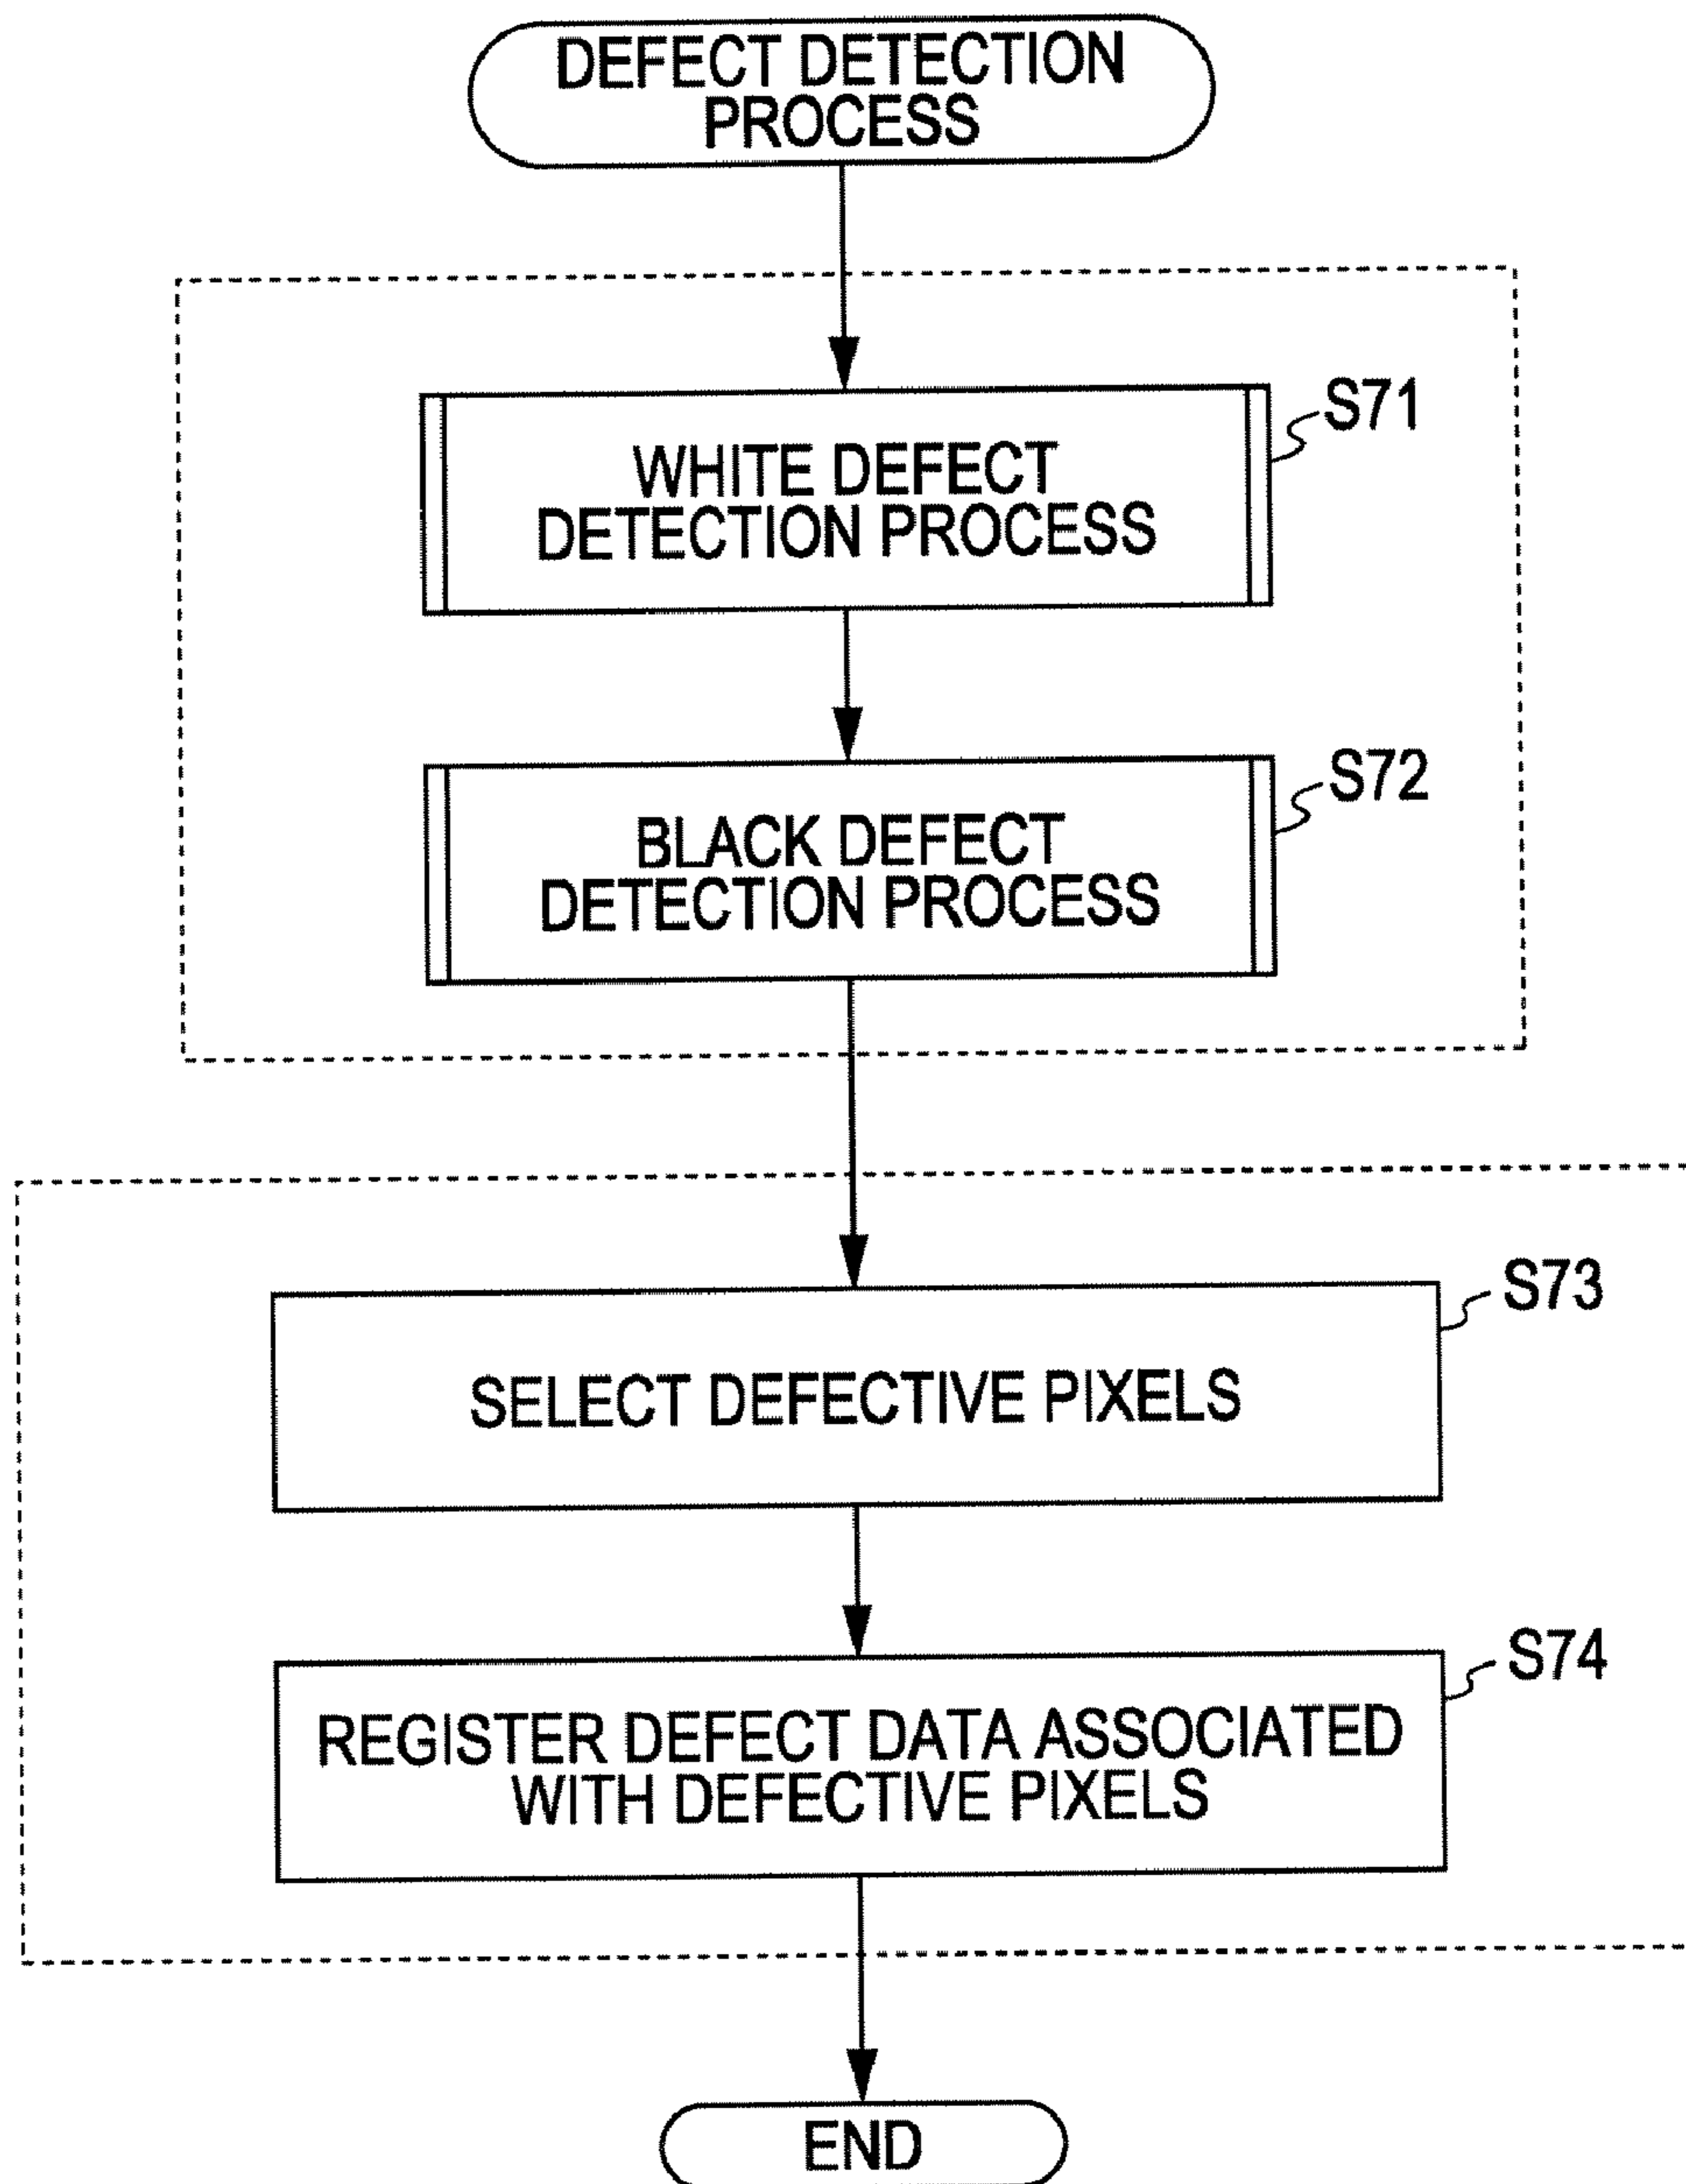 DEFECT DETECTION
PROCESS
S71
WHITE DEFECT
DETECTION PROCESS
S72
BLACK DEFECT
DETECTION PROCESS
S73
SELECT DEFECTIVE PIXELS
S74
REGISTER DEFECT DATA ASSOCIATED
WITH DEFECTIVE PIXELS
END